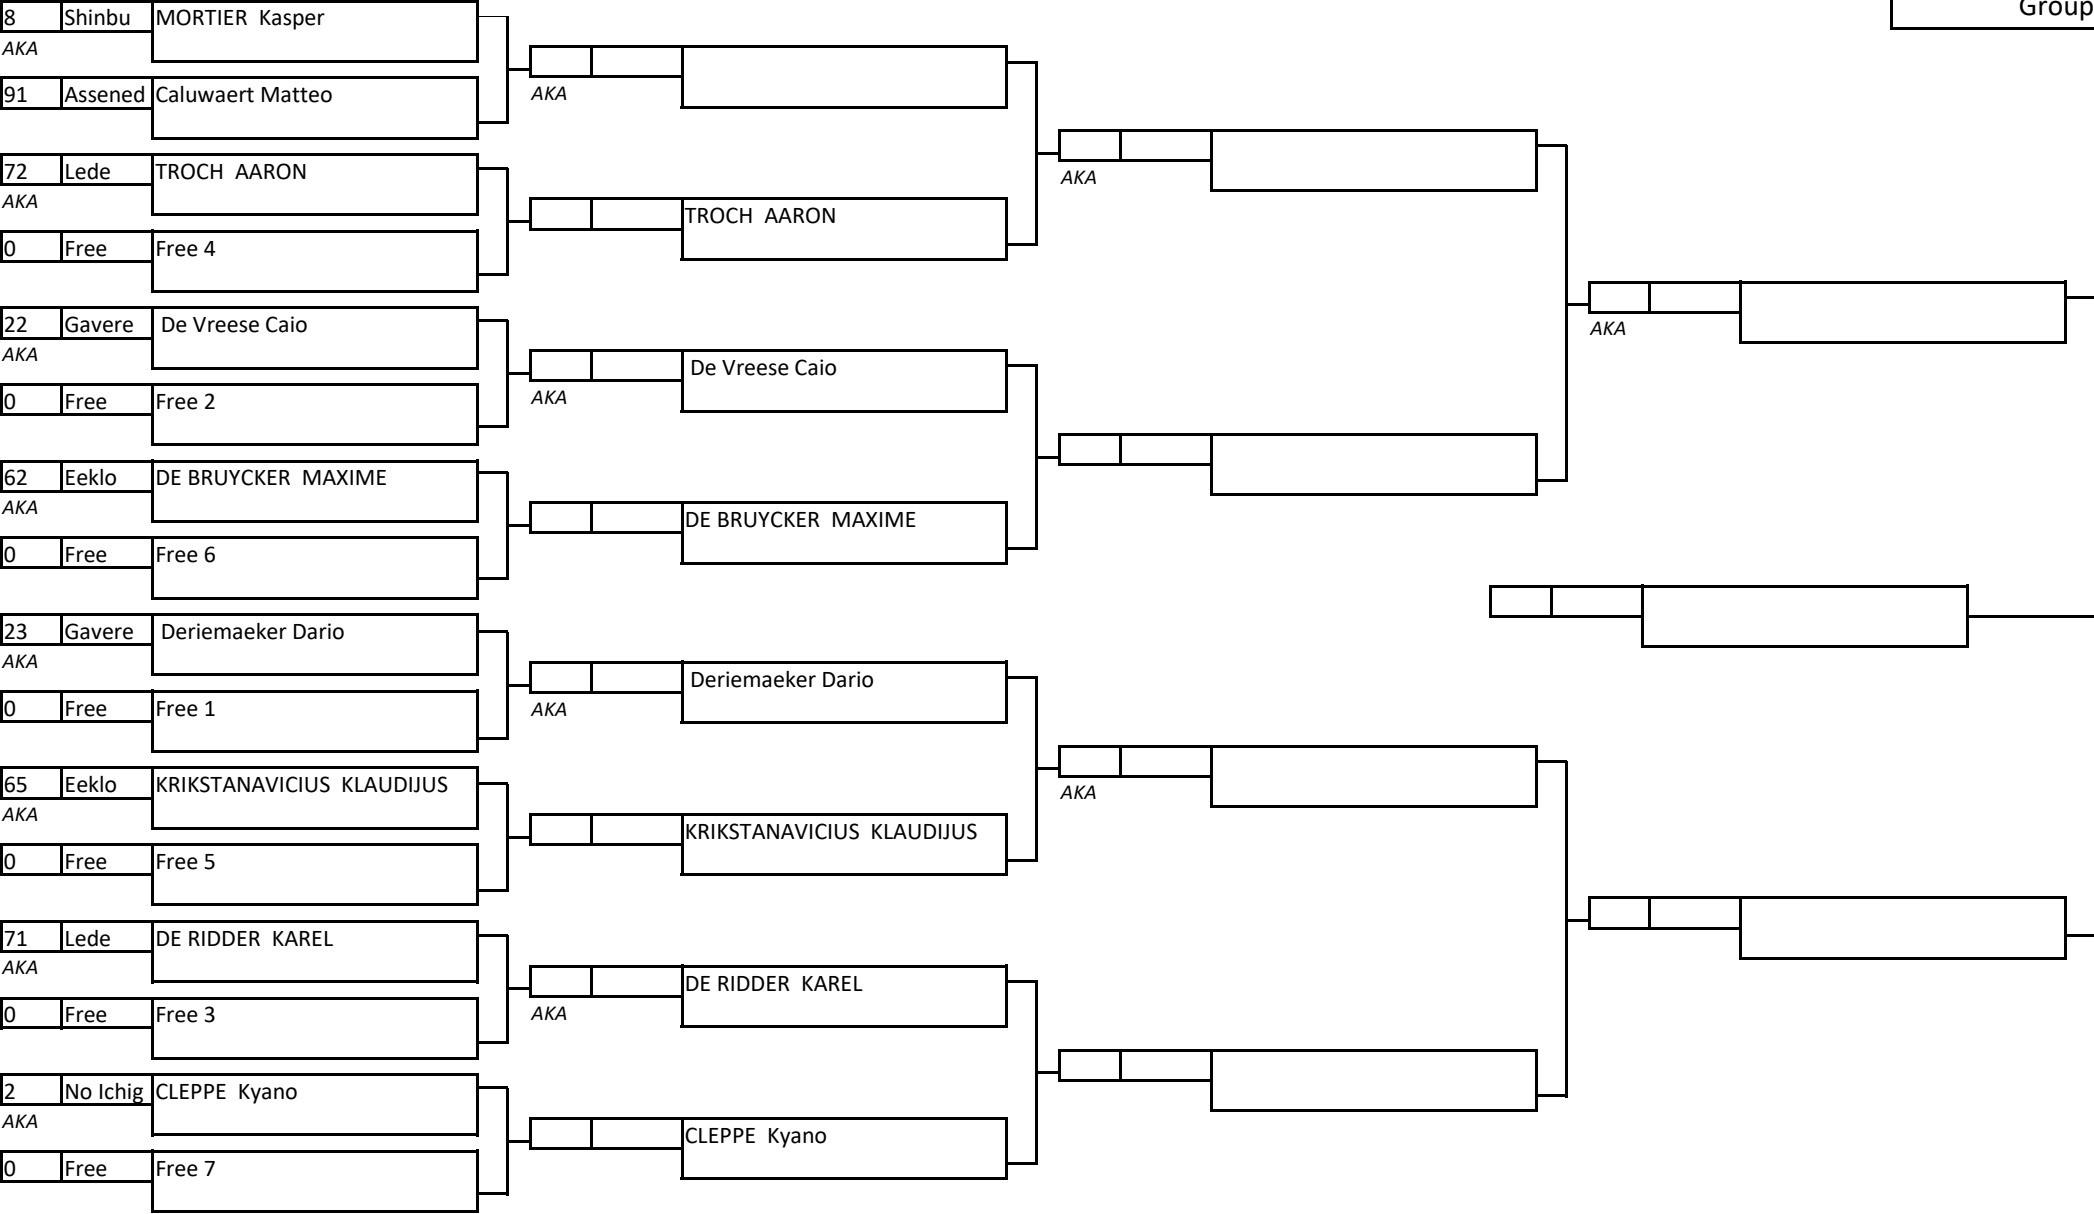 Group
8 Shinbu MORTIER Kasper
AKA
AKA
91 Assened Caluwaert Matteo
AKA
72 Lede TROCH AARON
AKA
TROCH AARON
0 Free Free 4
AKA
22 Gavere De Vreese Caio
AKA
De Vreese Caio
AKA
0 Free Free 2
62 Eeklo DE BRUYCKER MAXIME
AKA
DE BRUYCKER MAXIME
0 Free Free 6
23 Gavere Deriemaeker Dario
AKA
Deriemaeker Dario
AKA
0 Free Free 1
65 Eeklo KRIKSTANAVICIUS KLAUDIJUS
AKA
AKA
KRIKSTANAVICIUS KLAUDIJUS
0 Free Free 5
71 Lede DE RIDDER KAREL
AKA
DE RIDDER KAREL
AKA
0 Free Free 3
2 No Ichig CLEPPE Kyano
AKA
CLEPPE Kyano
0 Free Free 7